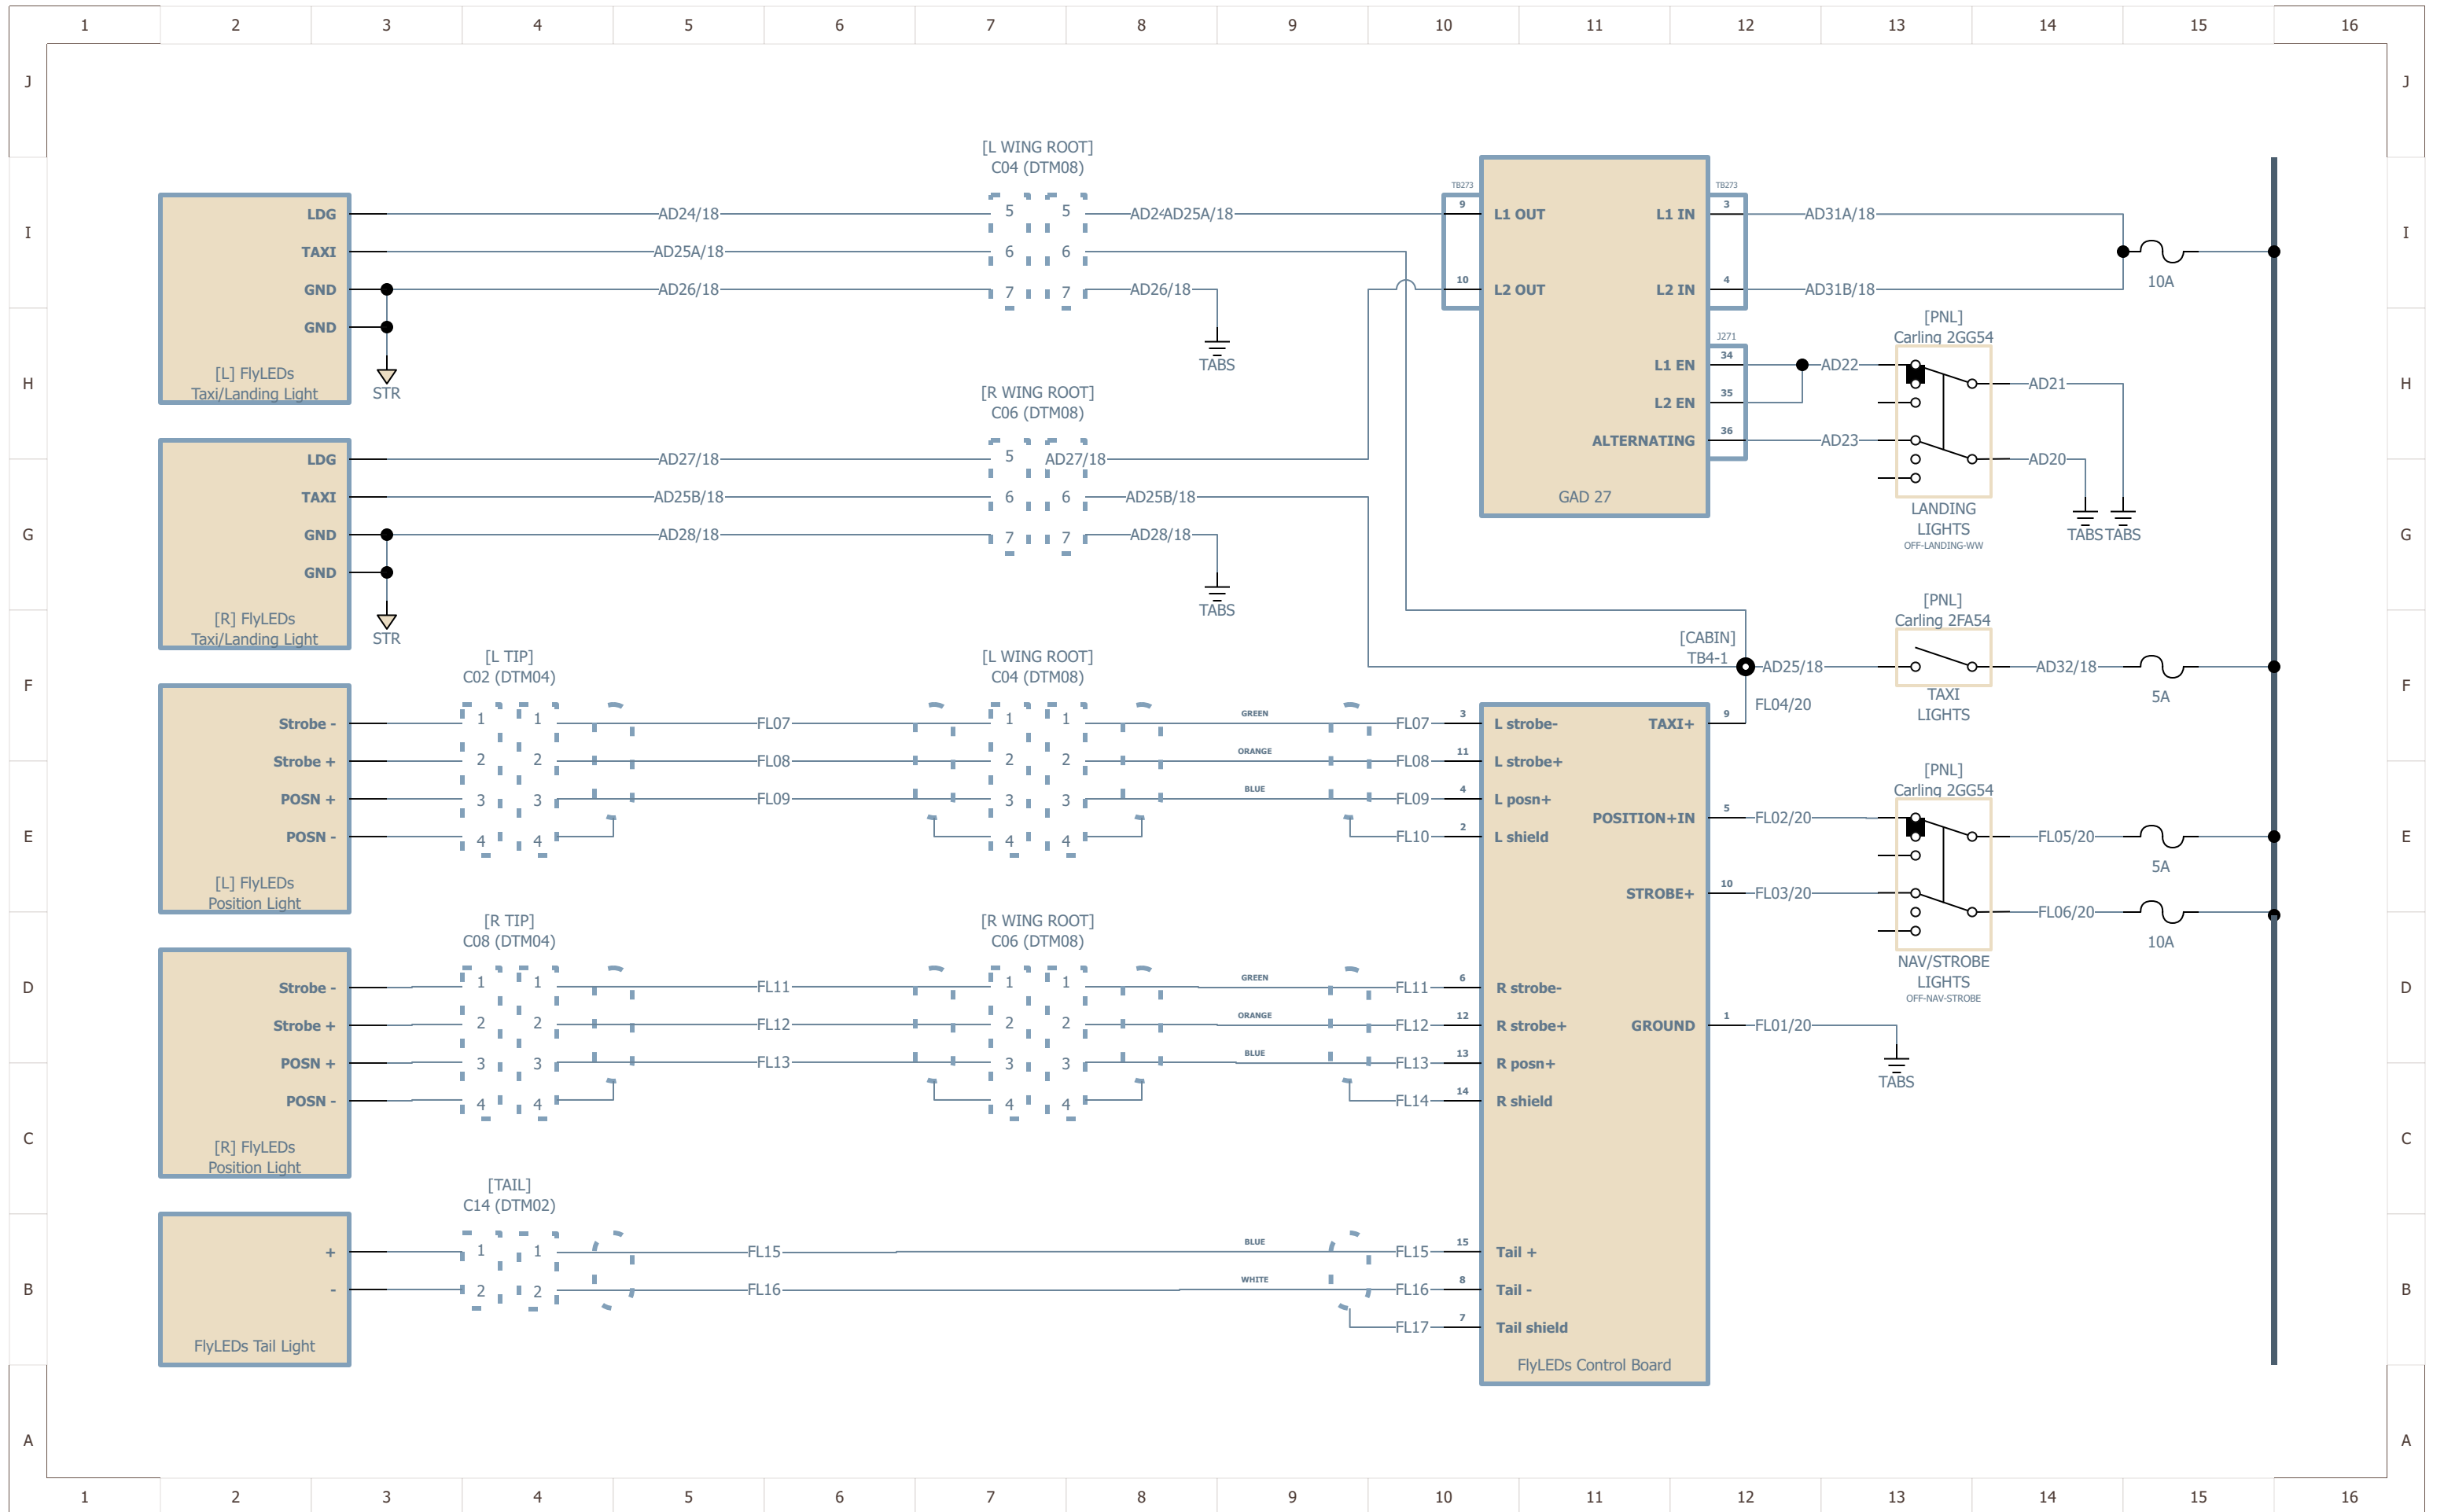 1 2 3 4 5 6 7 8 9 10 11 12 13 14 15 16
J J
[L WING ROOT]
C04 (DTM08)
TB273 TB273
LDG AD24/18 5 5 AD24 AD25A/18 9 L1 OUT L1 IN 3 AD31A/18
I I
TAXI AD25A/18 6 6
10A
GND AD26/18 7 7 AD26/18 10 L2 OUT L2 IN 4 AD31B/18
GND
[PNL]
Carling 2GG54
J271
TABS
L1 EN 34 AD22
[L] FlyLEDs
Taxi/Landing Light
STR
H H
AD21
[R WING ROOT]
C06 (DTM08)
L2 EN 35
ALTERNATING 36 AD23
LDG AD27/18 5 AD27/18 AD20
TAXI AD25B/18 6 6 AD25B/18
GAD 27
LANDING
LIGHTS
OFF-LANDING-WW
GND AD28/18 7 7 AD28/18 TABS TABS
G G
GND
TABS
[R] FlyLEDs
Taxi/Landing Light
STR
[PNL]
Carling 2FA54
[CABIN]
TB4-1
AD25/18 AD32/18
5A
TAXI
LIGHTS
[L TIP]
C02 (DTM04)
[L WING ROOT]
C04 (DTM08)
F F
FL04/20
Strobe - 1 1 FL07 1 1 GREEN FL07 3 L strobe- TAXI+ 9
Strobe + 2 2 FL08 2 2 ORANGE FL08 11 L strobe+
[PNL]
Carling 2GG54
POSN + 3 3 FL09 3 3 BLUE FL09 4 L posn+
POSITION+IN 5 FL02/20
POSN - 4 4 4 4 FL10 2 L shield FL05/20
E E
5A
[L] FlyLEDs
Position Light
STROBE+ 10 FL03/20
FL06/20
10A
[R TIP]
C08 (DTM04)
[R WING ROOT]
C06 (DTM08)
NAV/STROBE
LIGHTS
OFF-NAV-STROBE
Strobe - 1 1 FL11 1 1 GREEN FL11 6 R strobe-
D D
Strobe + 2 2 FL12 2 2 ORANGE FL12 12 R strobe+ GROUND 1 FL01/20
POSN + 3 3 FL13 3 3 BLUE FL13 13 R posn+
TABS
POSN - 4 4 4 4 FL14 14 R shield
C C
[R] FlyLEDs
Position Light
[TAIL]
C14 (DTM02)
+ 1 1 FL15 BLUE FL15 15 Tail +
- 2 2 FL16 WHITE FL16 8 Tail -
B B
FL17 7 Tail shield
FlyLEDs Tail Light
FlyLEDs Control Board
A A
1 2 3 4 5 6 7 8 9 10 11 12 13 14 15 16